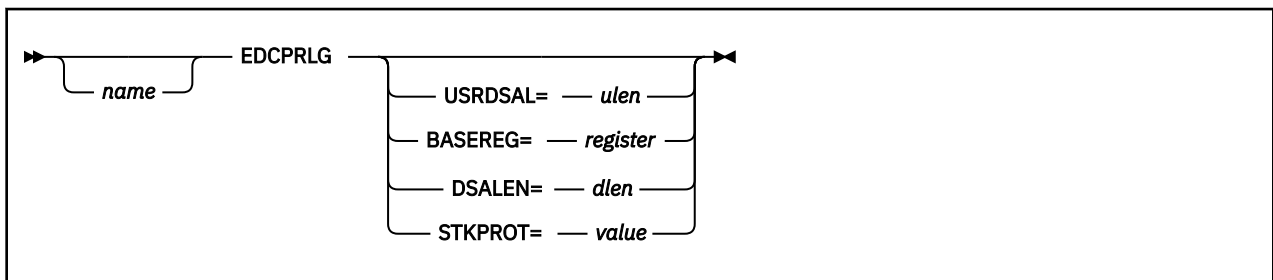 EDCPRLG
name
USRDSAL= ulen
BASEREG= register
DSALEN= dlen
STKPROT= value